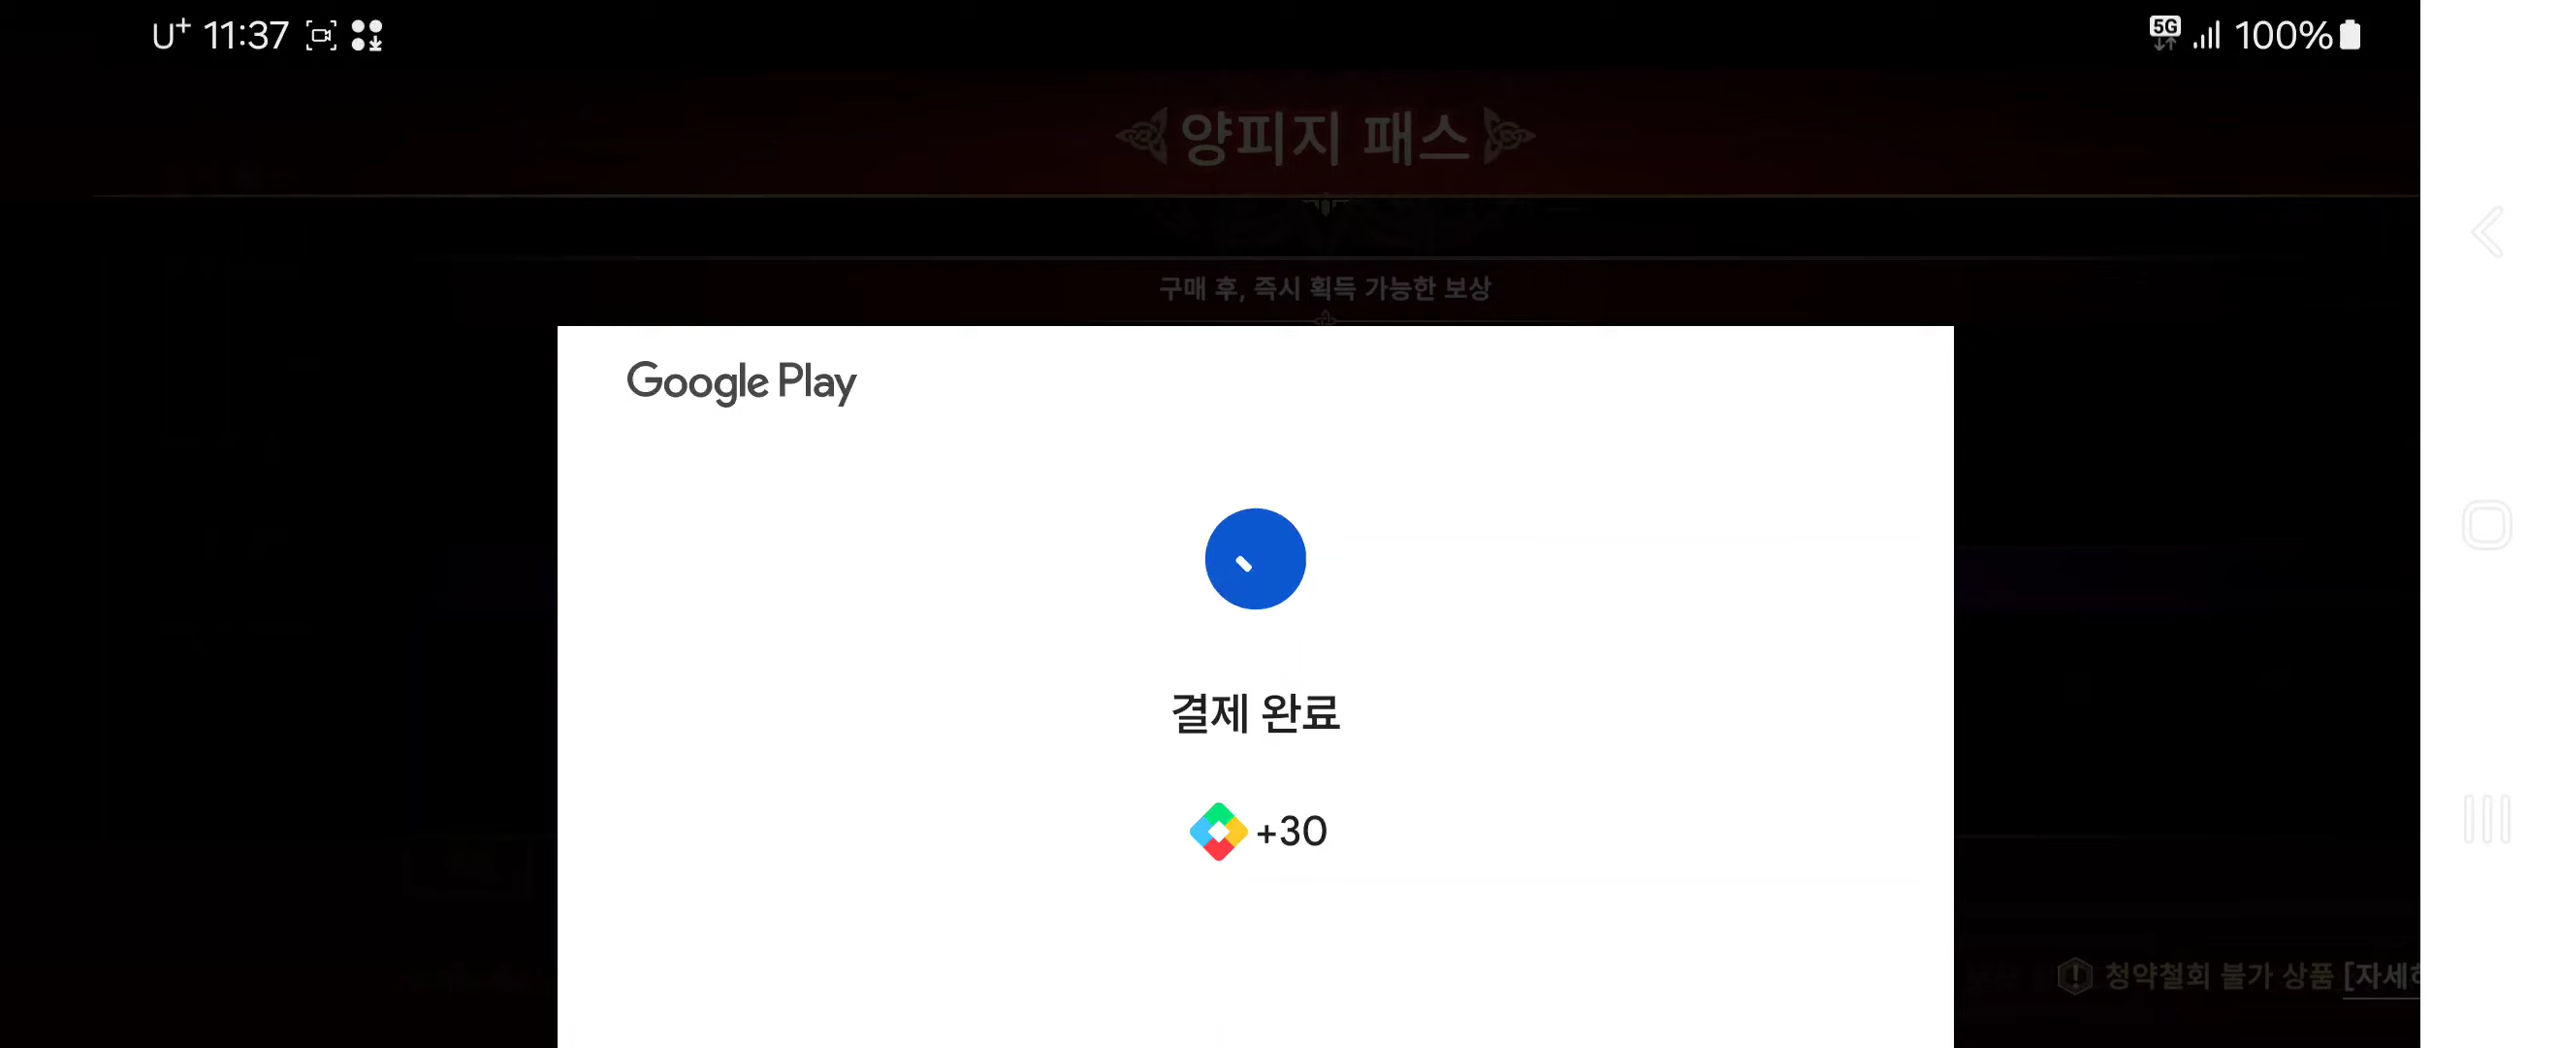 U+ 11:37
5G 100%
양피지 패스
구매 후, 즉시 획득 가능한 보상
Google Play
결제 완료
+30
청약철회 불가 상품 [자세히